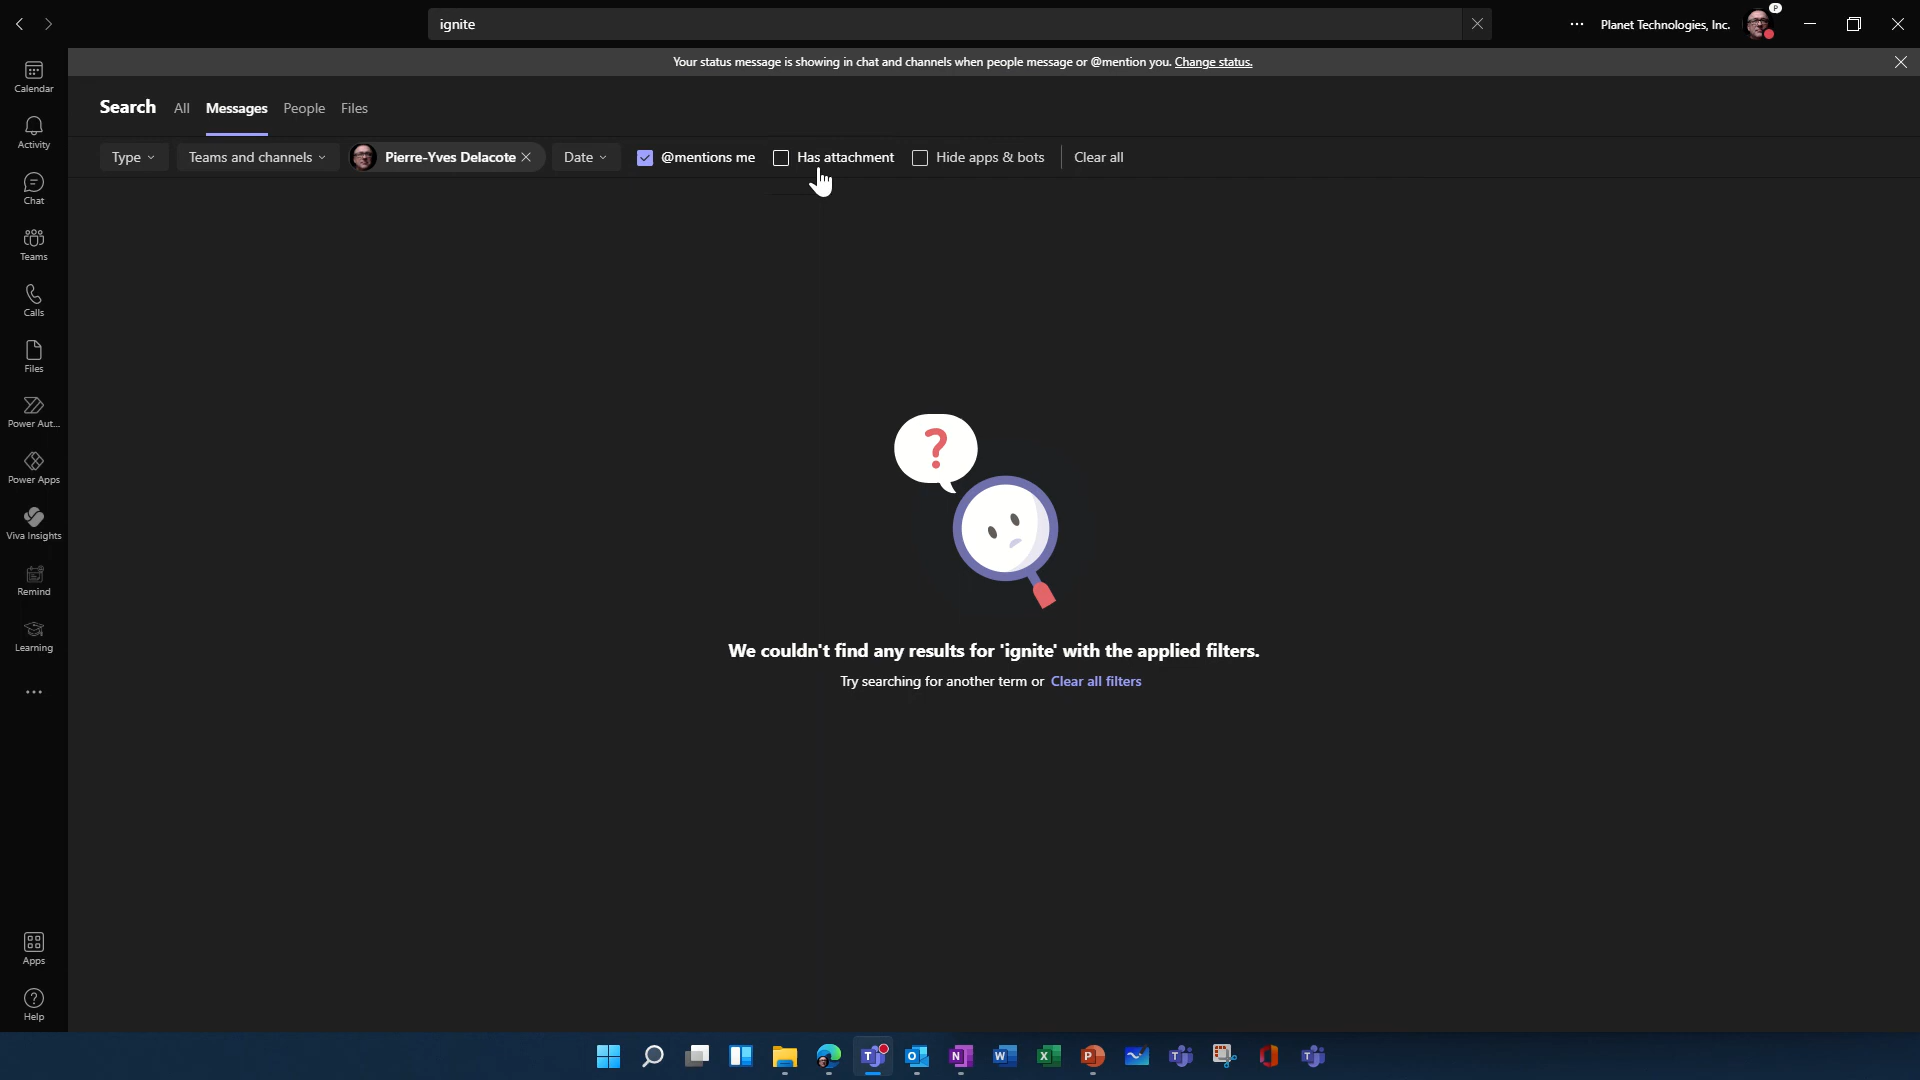 ignite
Planet Technologies, Inc.
P
Your status message is showing in chat and channels when people message or @mention you. Change status.
Calendar
Activity
Chat
Teams
Calls
Files
Power Aut...
Power Apps
Viva Insights
Remind
Learning
Apps
Help
Search All Messages People Files
Type Teams and channels Pierre-Yves Delacote Date @mentions me Has attachment Hide apps & bots Clear all
?
We couldn't find any results for 'ignite' with the applied filters.
Try searching for another term or Clear all filters
T O N W X P T T